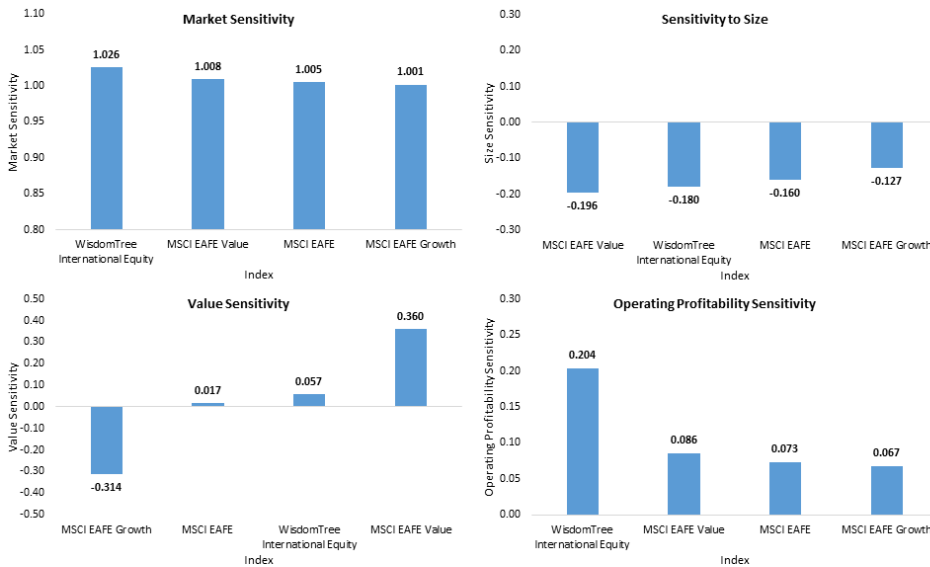 Market Sensitivity
1.10
1.05
1.00
0.95
0.90
0.85
0.80
Market Sensitivity
1.026
1.008
1.005
1.001
WisdomTree
International Equity
MSCI EAFE Value
MSCI EAFE
MSCI EAFE Growth
Index
Sensitivity to Size
0.30
0.20
0.10
0.00
-0.10
-0.20
-0.30
Size Sensitivity
-0.196
-0.180
-0.160
-0.127
MSCI EAFE Value
WisdomTree
International Equity
MSCI EAFE
MSCI EAFE Growth
Index
Value Sensitivity
0.50
0.40
0.30
0.20
0.10
0.00
-0.10
-0.20
-0.30
-0.40
-0.50
Value Sensitivity
-0.314
0.017
0.057
0.360
MSCI EAFE Growth
MSCI EAFE
WisdomTree
International Equity
MSCI EAFE Value
Index
Operating Profitability Sensitivity
0.30
0.25
0.20
0.15
0.10
0.05
0.00
Operating Profitability Sensitivity
0.204
0.086
0.073
0.067
WisdomTree
International Equity
MSCI EAFE Value
MSCI EAFE
MSCI EAFE Growth
Index